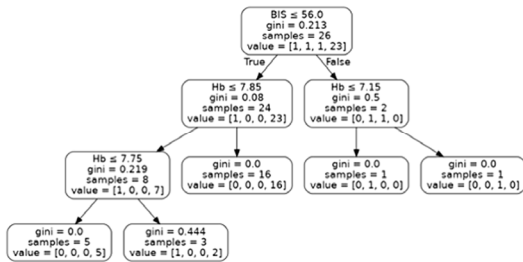 BIS ≤ 56.0
gini = 0.213
samples = 26
value = [1, 1, 1, 23]
True
False
Hb ≤ 7.85
gini = 0.08
samples = 24
value = [1, 0, 0, 23]
Hb ≤ 7.15
gini = 0.5
samples = 2
value = [0, 1, 1, 0]
Hb ≤ 7.75
gini = 0.219
samples = 8
value = [1, 0, 0, 7]
gini = 0.0
samples = 16
value = [0, 0, 0, 16]
gini = 0.0
samples = 1
value = [0, 1, 0, 0]
gini = 0.0
samples = 1
value = [0, 0, 1, 0]
gini = 0.0
samples = 5
value = [0, 0, 0, 5]
gini = 0.444
samples = 3
value = [1, 0, 0, 2]